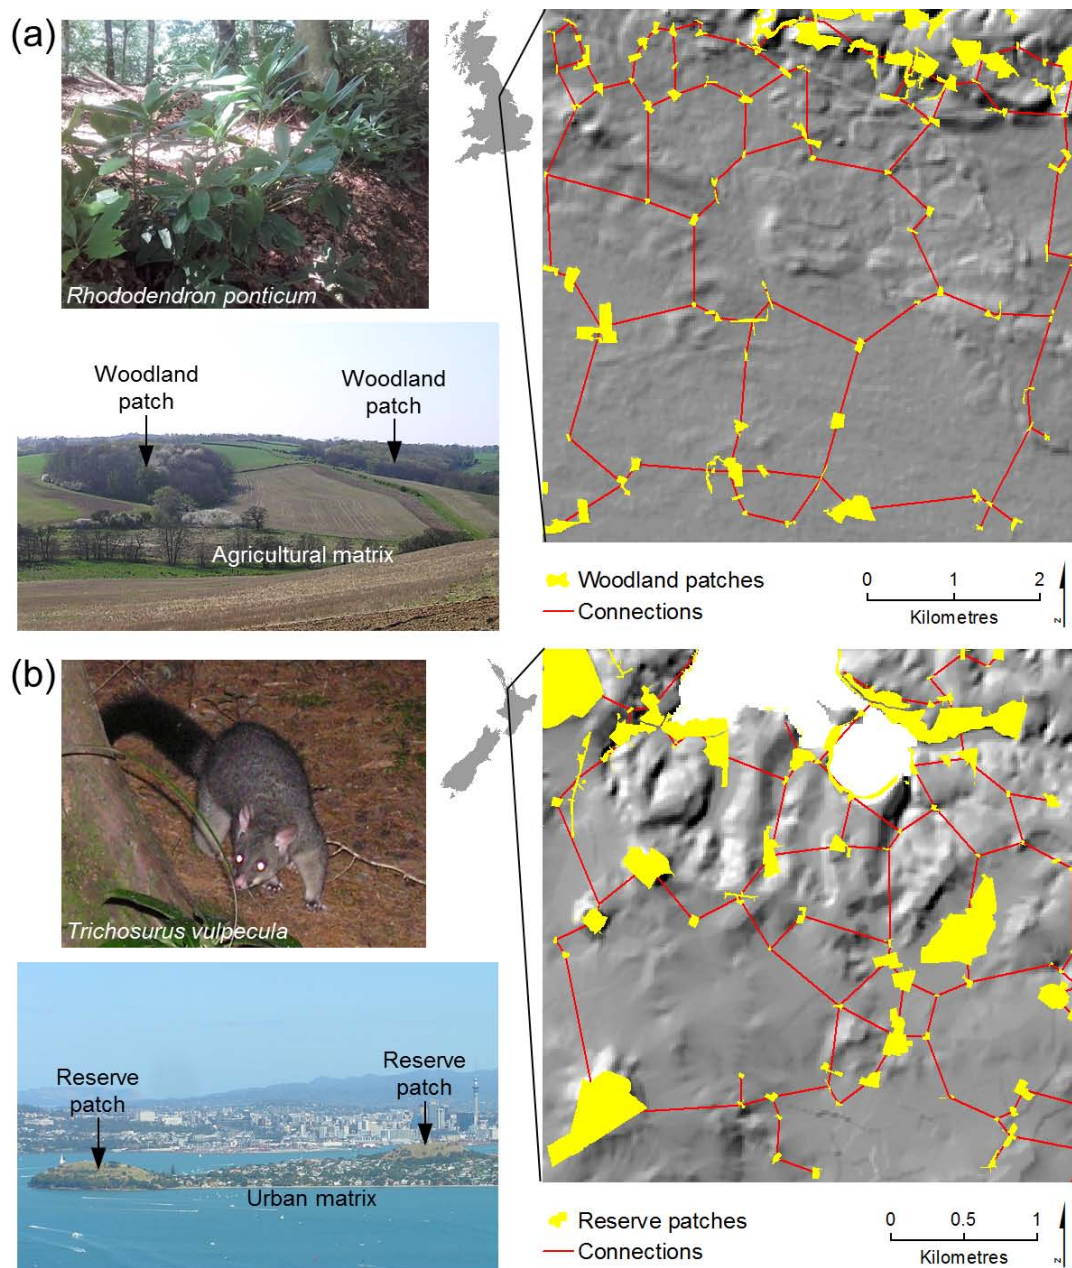 (a)
Rhododendron ponticum
Woodland
patch
Woodland
patch
Agricultural matrix
Woodland patches
Connections
0 1 2
Kilometres
z
(b)
Trichosurus vulpecula
Reserve
patch
Reserve
patch
Urban matrix
Reserve patches
Connections
0 0.5 1
Kilometres
z